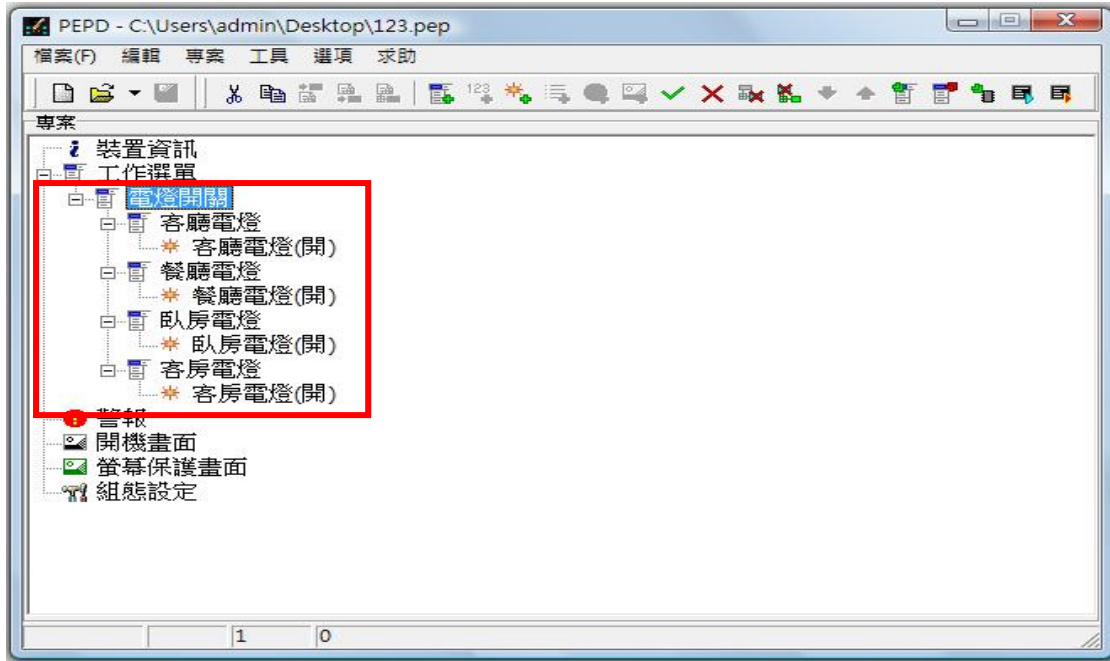 PEPD - C:\Users\admin\Desktop\123.pep
檔案(F) 編輯 專案 工具 選項 求助
123
專案
裝置資訊
工作選單
電燈開關
客廳電燈
客廳電燈(開)
餐廳電燈
餐廳電燈(開)
臥房電燈
臥房電燈(開)
客房電燈
客房電燈(開)
警報
開機畫面
螢幕保護畫面
組態設定
1 0